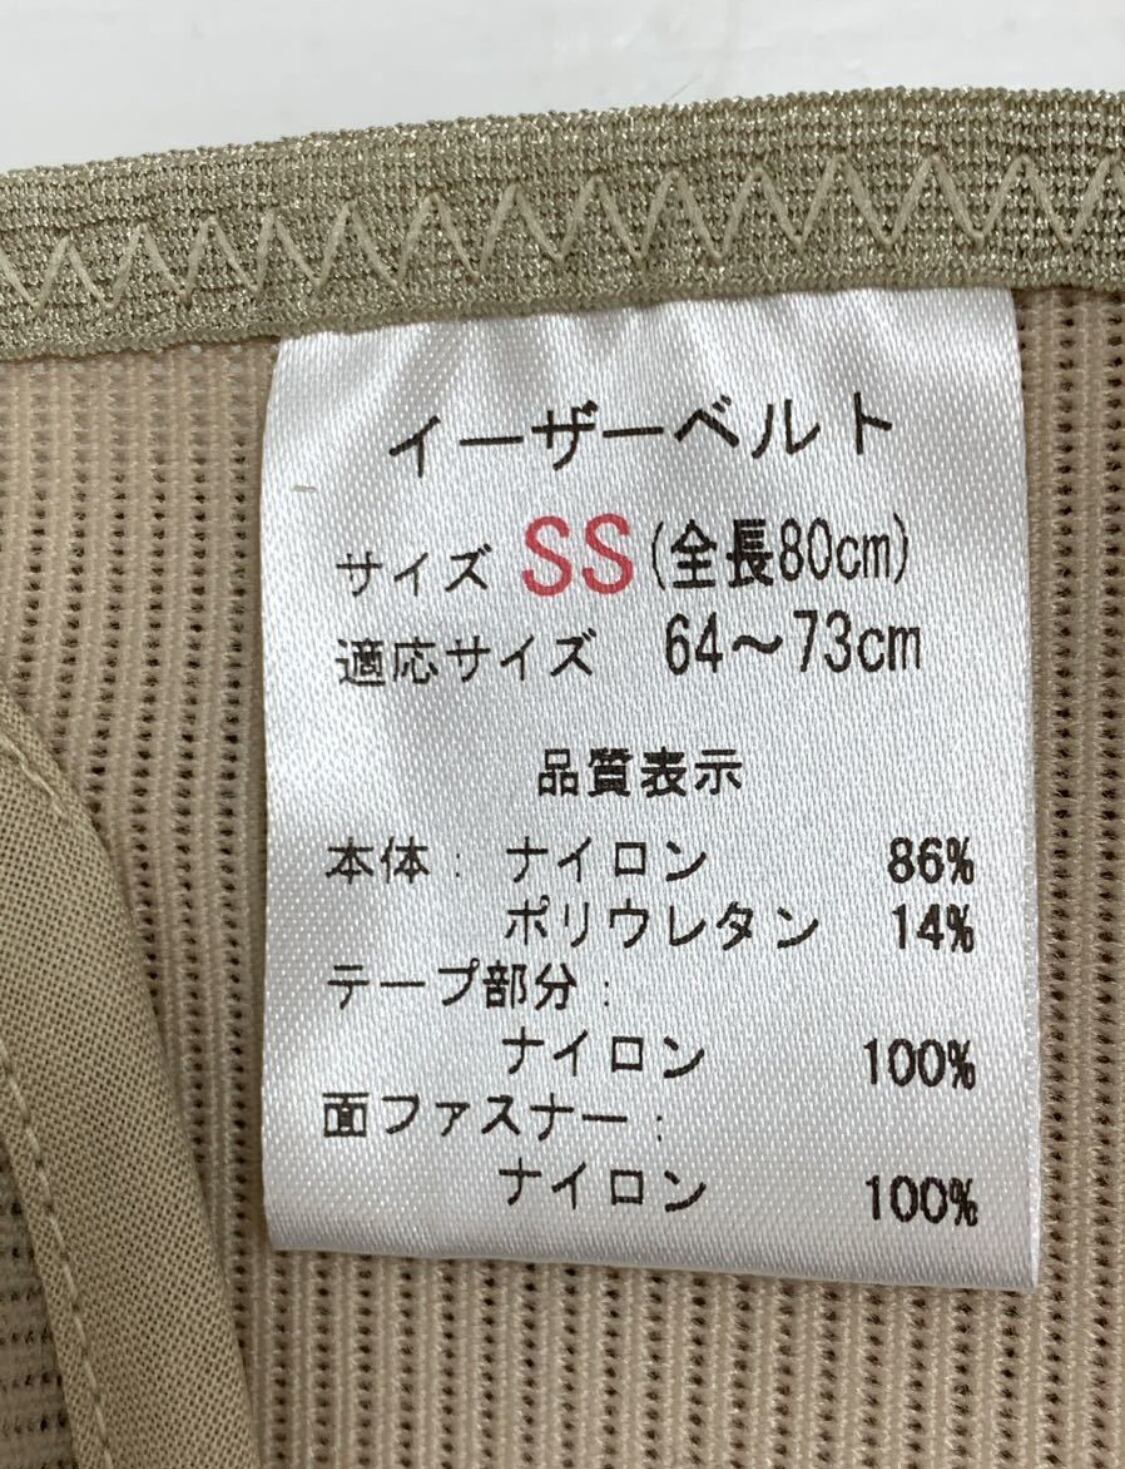 イーザーベルト
サイズ SS (全長80cm)
適応サイズ 64～73cm
品質表示
本体: ナイロン 86%
ポリウレタン 14%
テープ部分:
ナイロン 100%
面ファスナー:
ナイロン 100%